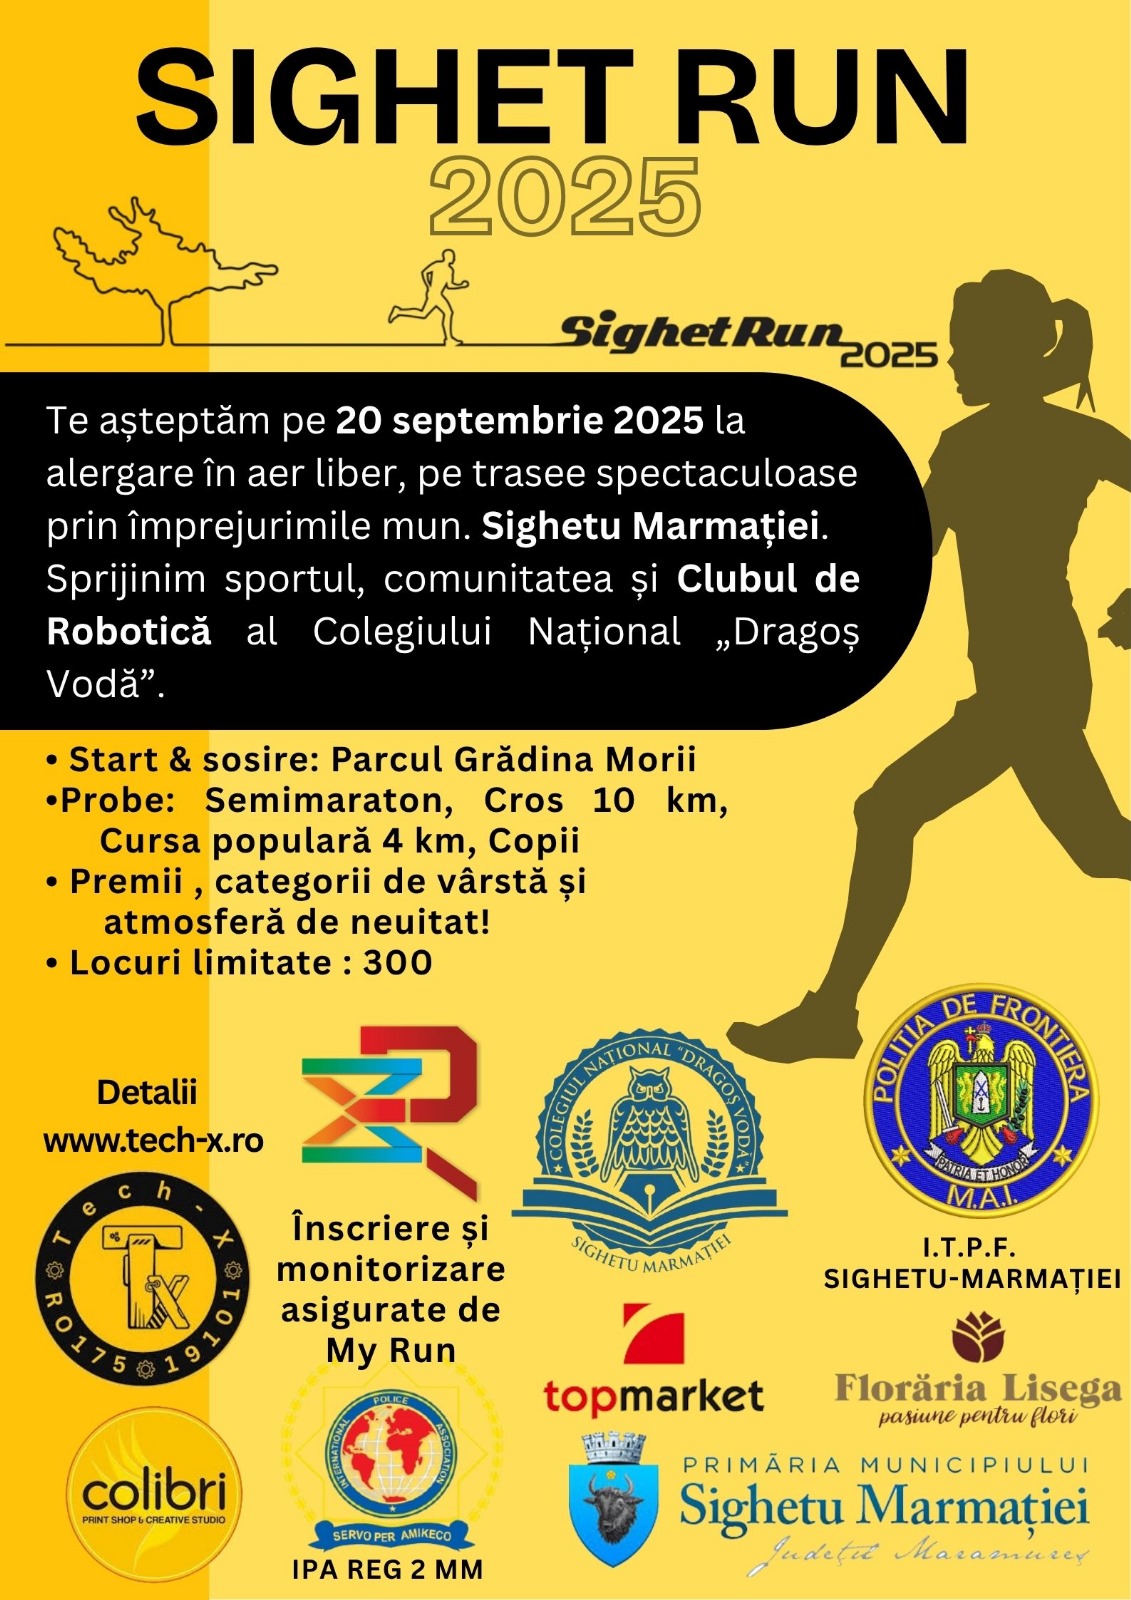 SIGHET RUN
2025
SighetRun
2025
Te așteptăm pe 20 septembrie 2025 la
alergare în aer liber, pe trasee spectaculoase
prin împrejurimile mun. Sighetu Marmației.
Sprijinim sportul, comunitatea și Clubul de
Robotică al Colegiului Național „Dragoș
Vodă”.
• Start & sosire: Parcul Grădina Morii
•Probe: Semimaraton, Cros 10 km,
Cursa populară 4 km, Copii
• Premii , categorii de vârstă și
atmosferă de neuitat!
• Locuri limitate : 300
Detalii
www.tech-x.ro
Tech-X
Tx
RO175 19101
Înscriere și
monitorizare
asigurate de
My Run
COLEGIUL NAȚIONAL "DRAGOȘ VODĂ"
SIGHETU MARMAȚIEI
POLIȚIA DE FRONTIERA
PATRIA ET HONOR
M.A.I.
I.T.P.F.
SIGHETU-MARMAȚIEI
topmarket
Florăria Lisega
pasiune pentru flori
colibri
PRINT SHOP & CREATIVE STUDIO
INTERNATIONAL POLICE ASSOCIATION
SERVO PER AMIKECO
IPA REG 2 MM
PRIMĂRIA MUNICIPIULUI
Sighetu Marmației
Județul Maramureș